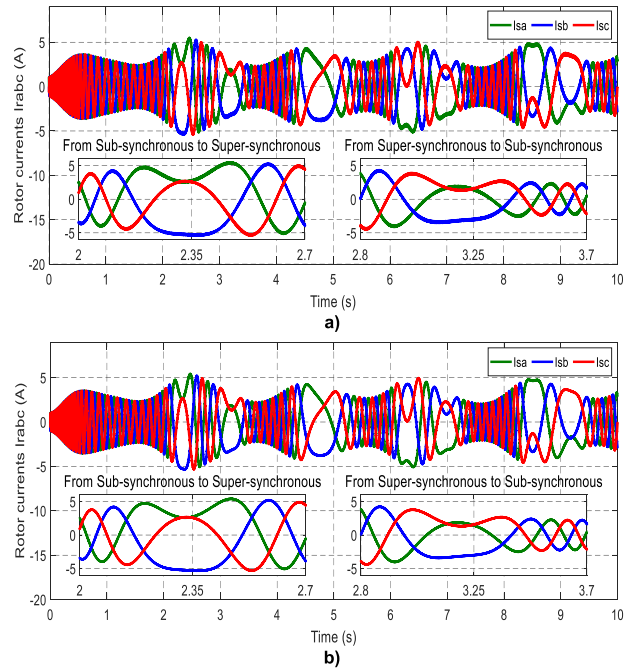 Isa Isb Isc
Rotor currents Irabc (A)
5
0
-5
-10
-15
-20
From Sub-synchronous to Super-synchronous
From Super-synchronous to Sub-synchronous
5
0
-5
2 2.35 2.7
5
0
-5
2.8 3.25 3.7
0 1 2 3 4 5 6 7 8 9 10
Time (s)
a)
Isa Isb Isc
Rotor currents Irabc (A)
5
0
-5
-10
-15
-20
From Sub-synchronous to Super-synchronous
From Super-synchronous to Sub-synchronous
5
0
-5
2 2.35 2.7
5
0
-5
2.8 3.25 3.7
0 1 2 3 4 5 6 7 8 9 10
Time (s)
b)